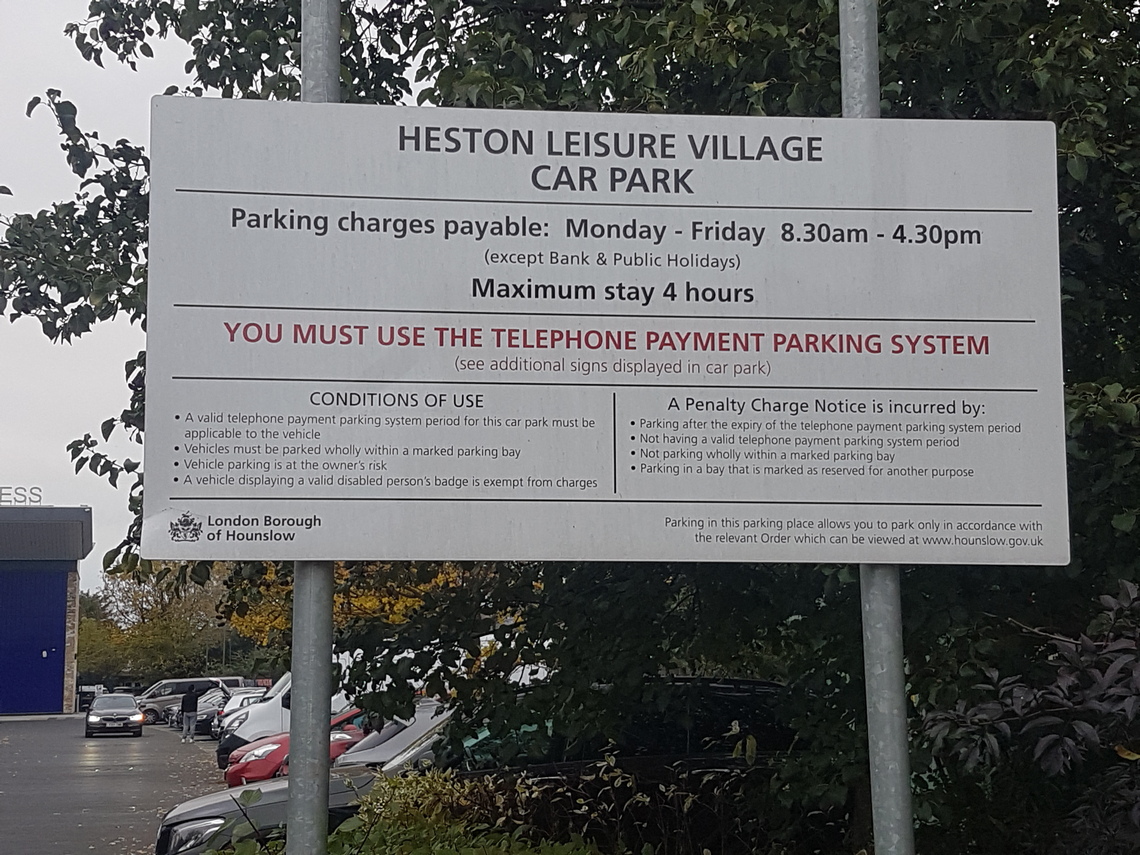 HESTON LEISURE VILLAGE
CAR PARK
Parking charges payable: Monday - Friday 8.30am - 4.30pm
(except Bank & Public Holidays)
Maximum stay 4 hours
YOU MUST USE THE TELEPHONE PAYMENT PARKING SYSTEM
(see additional signs displayed in car park)
CONDITIONS OF USE
• A valid telephone payment parking system period for this car park must be
applicable to the vehicle
• Vehicles must be parked wholly within a marked parking bay
• Vehicle parking is at the owner's risk
• A vehicle displaying a valid disabled person's badge is exempt from charges
A Penalty Charge Notice is incurred by:
• Parking after the expiry of the telephone payment parking system period
• Not having a valid telephone payment parking system period
• Not parking wholly within a marked parking bay
• Parking in a bay that is marked as reserved for another purpose
London Borough
of Hounslow
Parking in this parking place allows you to park only in accordance with
the relevant Order which can be viewed at www.hounslow.gov.uk
ESS